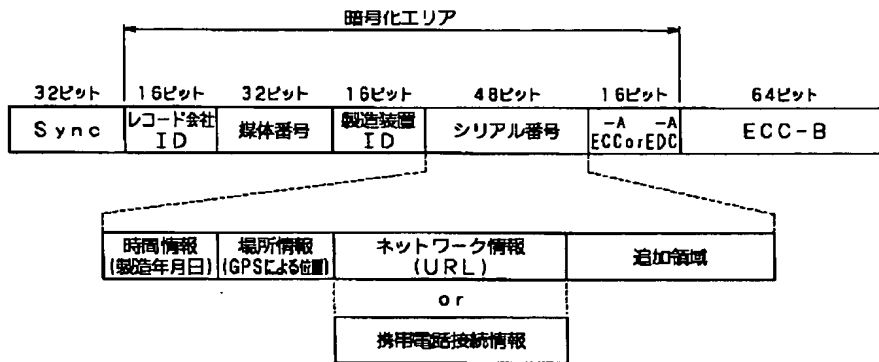 暗号化エリア
32ビット 16ビット 32ビット 16ビット 48ビット 16ビット 64ビット
Sync レコード会社ID 媒体番号 製造装置ID シリアル番号 -A -A ECCorEDC ECC-B
時間情報 場所情報 ネットワーク情報 追加領域
(製造年月日) (GPSによる位置) (URL)
or
携帯電話接続情報